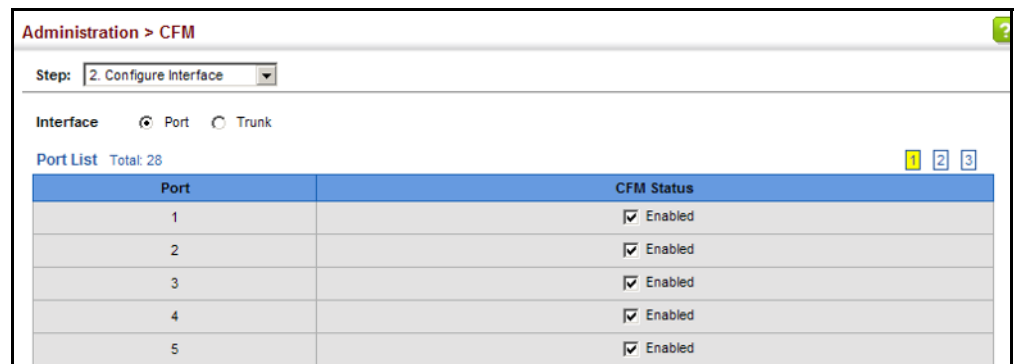 Administration > CFM
?
Step: 2. Configure Interface
Interface Port Trunk
Port List Total: 28 1 2 3
Port CFM Status
1 Enabled
2 Enabled
3 Enabled
4 Enabled
5 Enabled